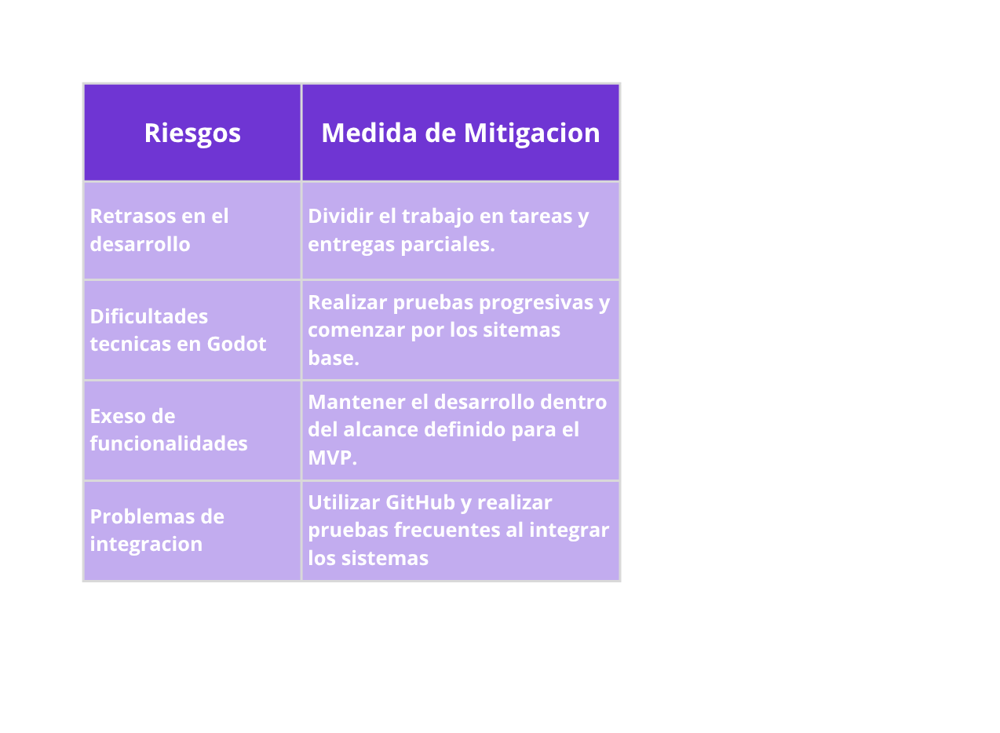 Riesgos
Medida de Mitigacion
Retrasos en el
desarrollo
Dividir el trabajo en tareas y
entregas parciales.
Dificultades
tecnicas en Godot
Realizar pruebas progresivas y
comenzar por los sitemas
base.
Exeso de
funcionalidades
Mantener el desarrollo dentro
del alcance definido para el
MVP.
Problemas de
integracion
Utilizar GitHub y realizar
pruebas frecuentes al integrar
los sistemas